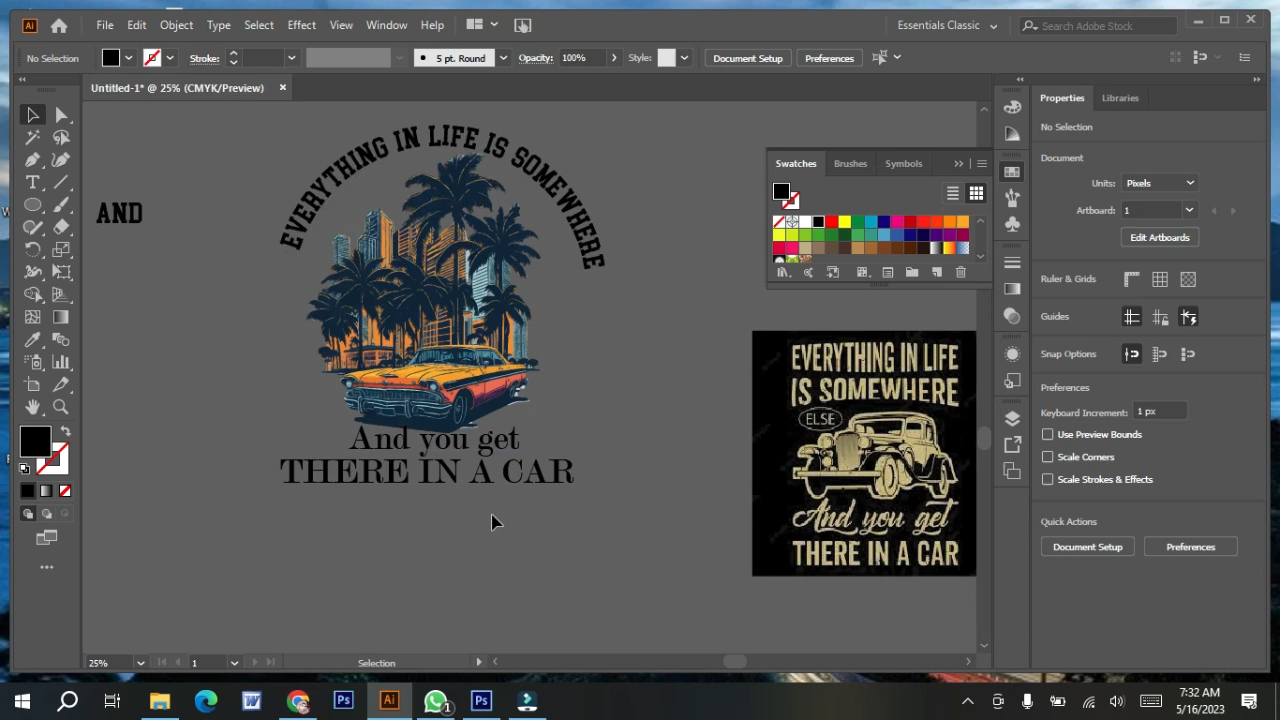 Ai
File Edit Object Type Select Effect View Window Help
Essentials Classic
Search Adobe Stock
No Selection
Stroke:
5 pt. Round
Opacity: 100%
Style:
Document Setup
Preferences
Untitled-1* @ 25% (CMYK/Preview)
Properties
Libraries
No Selection
Document
Units: Pixels
Artboard: 1
Edit Artboards
Ruler & Grids
Guides
Snap Options
Preferences
Keyboard Increment: 1 px
Use Preview Bounds
Scale Corners
Scale Strokes & Effects
Quick Actions
Document Setup
Preferences
Swatches
Brushes
Symbols
AND
EVERYTHING IN LIFE IS SOMEWHERE
And you get
THERE IN A CAR
EVERYTHING IN LIFE
IS SOMEWHERE
ELSE
And you get
THERE IN A CAR
25%
1
Selection
W
Ps
Ai
1
Ps
7:32 AM
5/16/2023
3